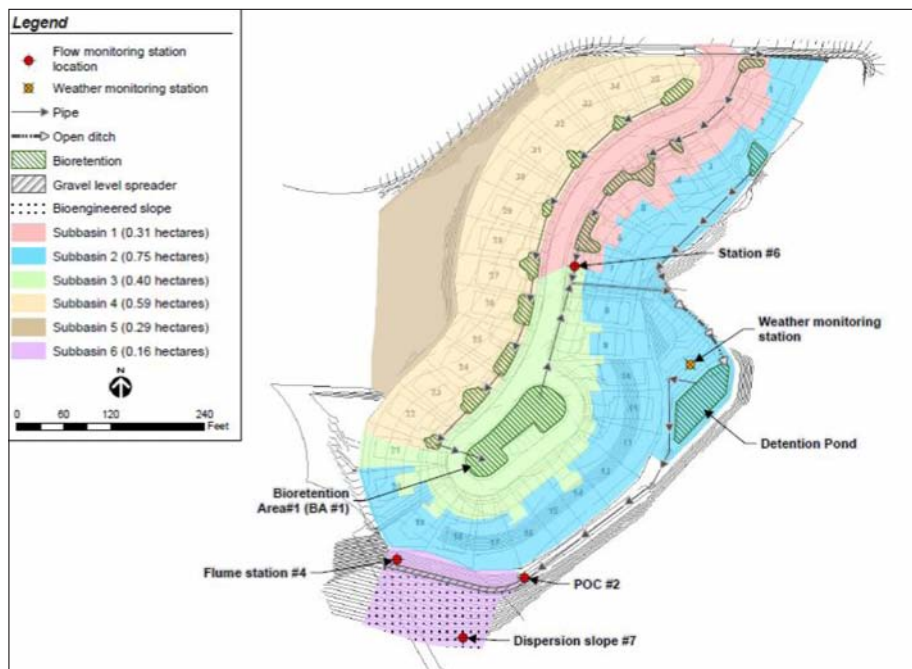 Legend
Flow monitoring station
location
Weather monitoring station
Pipe
Open ditch
Bioretention
Gravel level spreader
Bioengineered slope
Subbasin 1 (0.31 hectares)
Subbasin 2 (0.75 hectares)
Subbasin 3 (0.40 hectares)
Subbasin 4 (0.59 hectares)
Subbasin 5 (0.29 hectares)
Subbasin 6 (0.16 hectares)
N
0 60 120 240
Feet
Station #6
Weather monitoring
station
Detention Pond
Bioretention
Area#1 (BA #1)
Flume station #4
POC #2
Dispersion slope #7